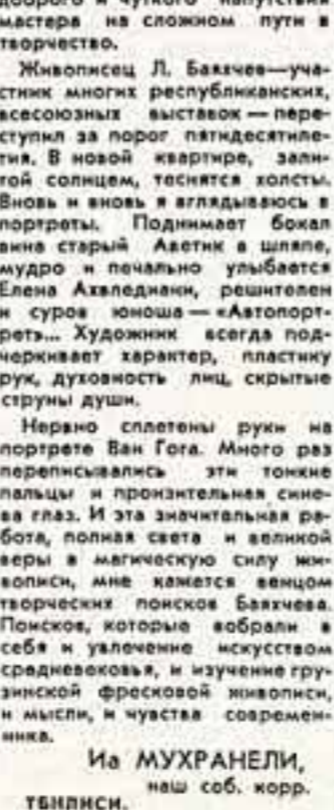 доброго и чуткого напутствия
мастера на сложном пути в
творчество.
Живописец Л. Баяхчев — уча-
стник многих республиканских,
всесоюзных выставок — пере-
ступил за порог пятидесятиле-
тия. В новой квартире, зали-
той солнцем, теснятся холсты.
Вновь и вновь я вглядываюсь в
портреты. Поднимает бокал
вина старый Аветик в шляпе,
мудро и печально улыбается
Елена Ахвледиани, решителен
и суров юноша — «Автопорт-
рет»... Художник всегда под-
черкивает характер, пластику
рук, духовность лиц, скрытые
струны души.
Нервно сплетены руки на
портрете Ван Гога. Много раз
переписывались эти тонкие
пальцы и пронзительная сине-
ва глаз. И эта значительная ра-
бота, полная света и великой
веры в магическую силу жи-
вописи, мне кажется венцом
творческих поисков Баяхчева.
Поисков, которые вобрали в
себя и увлечение искусством
средневековья, и изучение гру-
зинской фресковой живописи,
и мысли, и чувства современ-
ника.
Иа МУХРАНЕЛИ,
наш соб. корр.
ТБИЛИСИ.